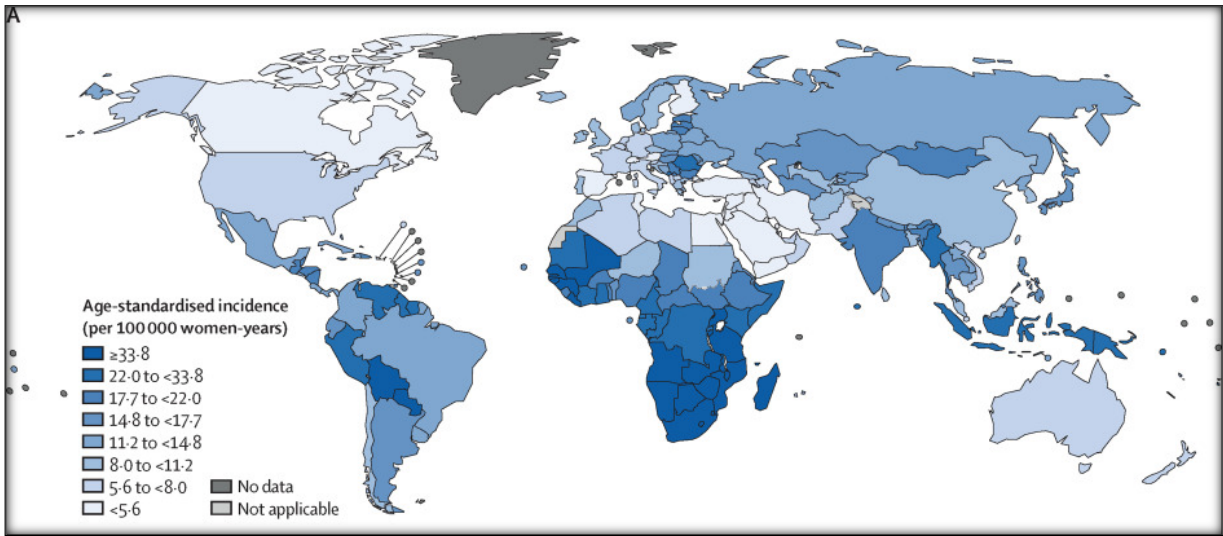 A
Age-standardised incidence
(per 100 000 women-years)
≥33·8
22·0 to <33·8
17·7 to <22·0
14·8 to <17·7
11·2 to <14·8
8·0 to <11·2
5·6 to <8·0
<5·6
No data
Not applicable